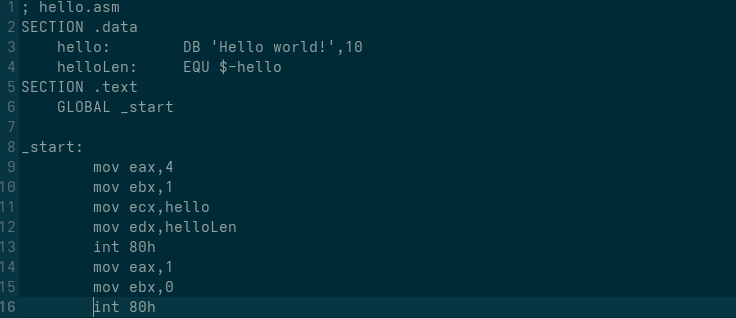 1 ; hello.asm
2 SECTION .data
3     hello:        DB 'Hello world!',10
4     helloLen:     EQU $-hello
5 SECTION .text
6     GLOBAL _start
7
8 _start:
9         mov eax,4
10         mov ebx,1
11         mov ecx,hello
12         mov edx,helloLen
13         int 80h
14         mov eax,1
15         mov ebx,0
16         int 80h